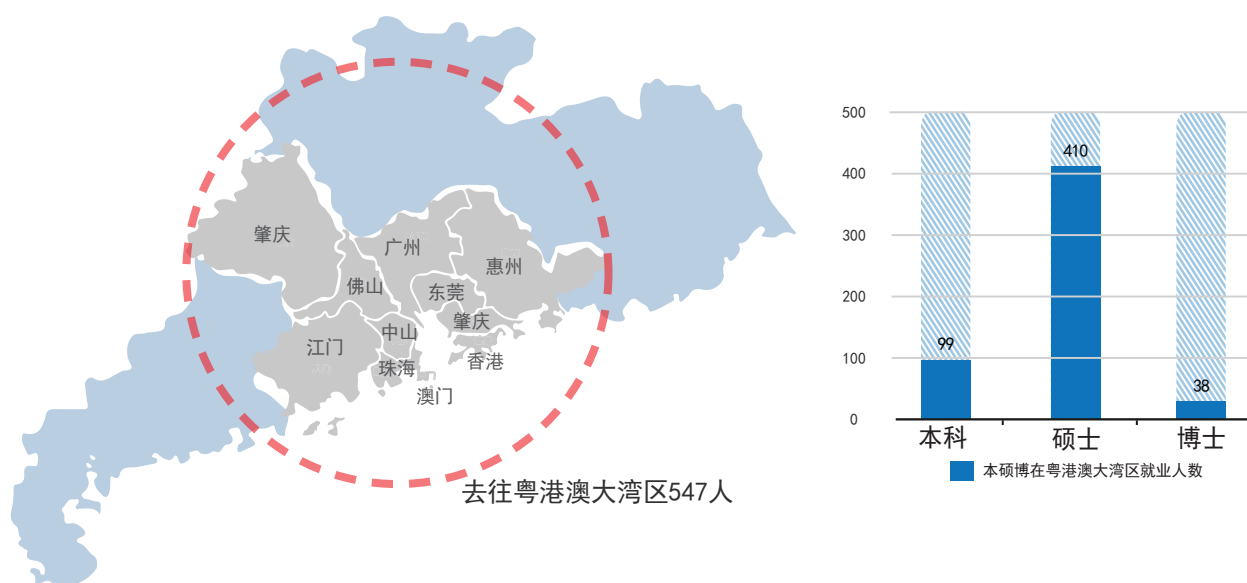 肇庆
广州
惠州
佛山
东莞
肇庆
中山
江门
香港
珠海
澳门
去往粤港澳大湾区547人
500
400
300
200
100
0
99
410
38
本科
硕士
博士
本硕博在粤港澳大湾区就业人数